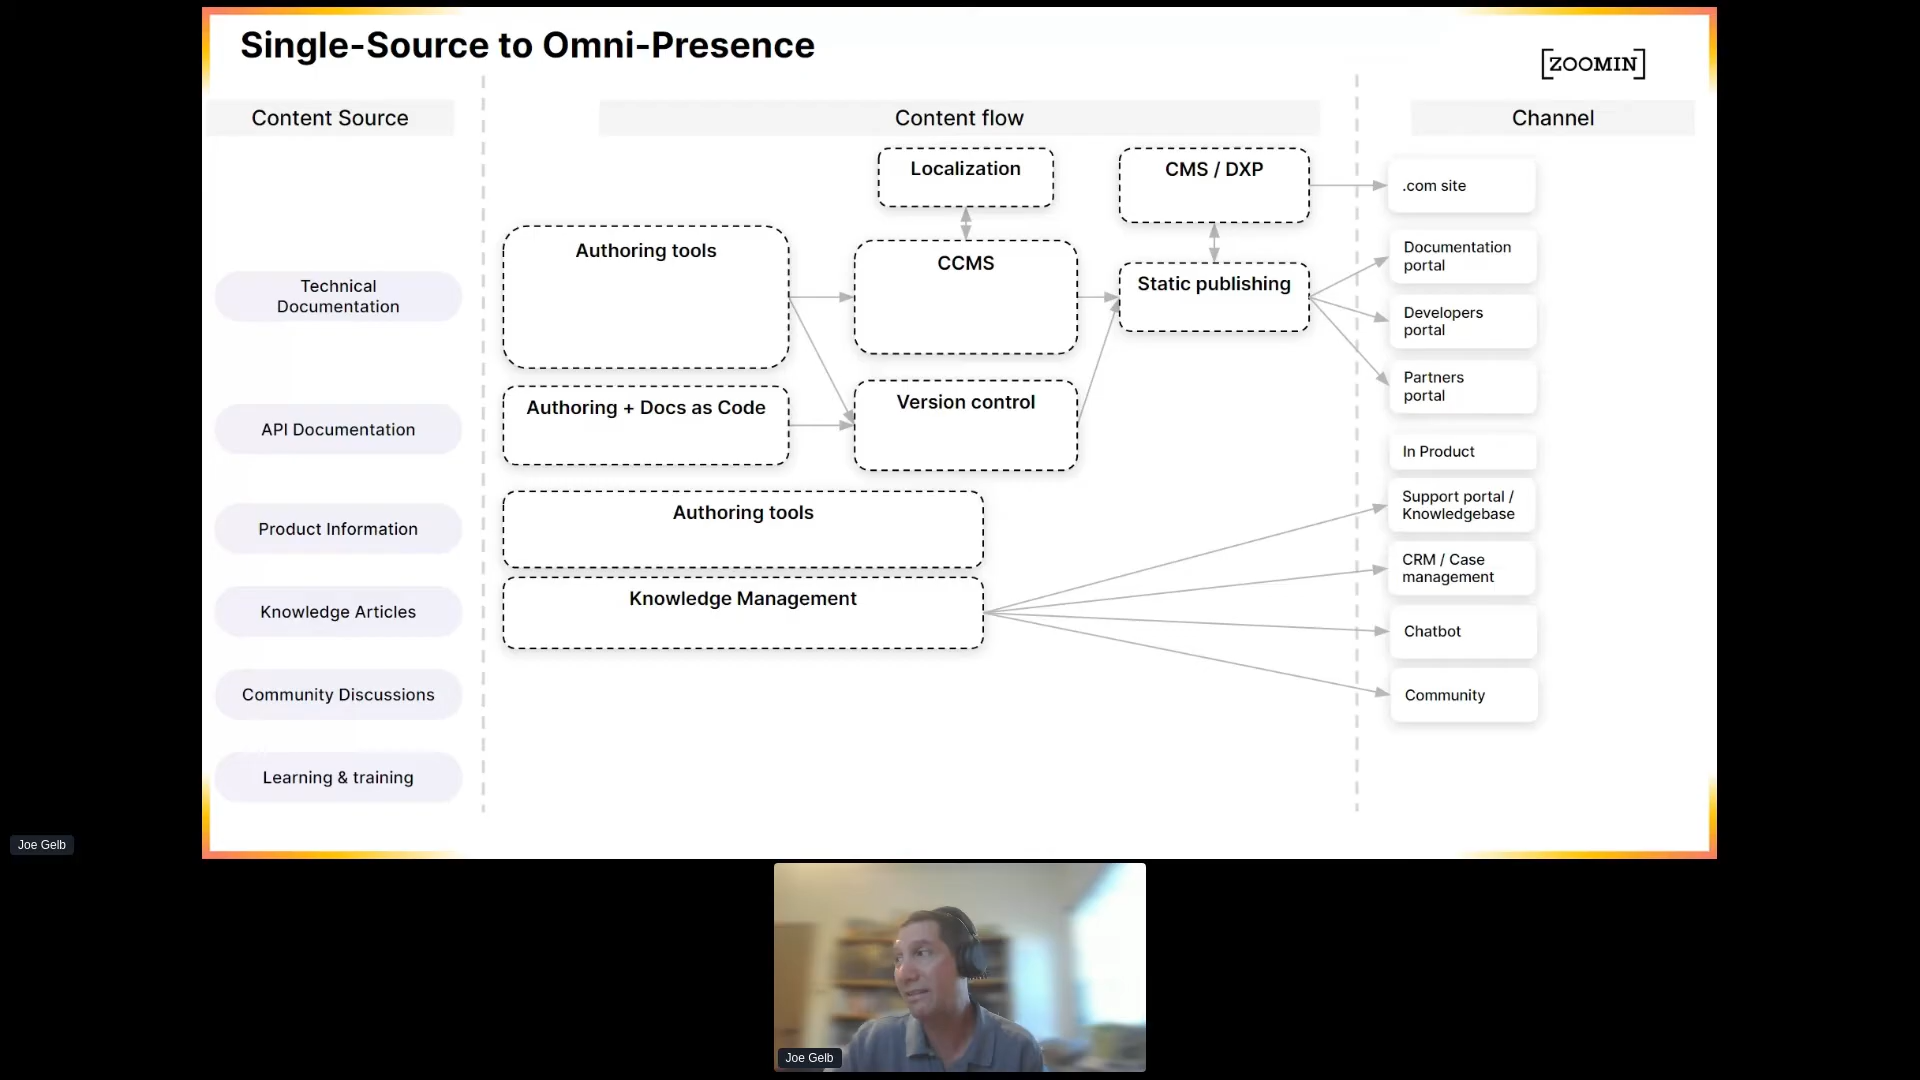 Single-Source to Omni-Presence
[ZOOMIN]
Content Source
Content flow
Channel
Localization
CMS / DXP
.com site
Authoring tools
CCMS
Static publishing
Documentation
portal
Technical
Documentation
Developers
portal
Partners
portal
Authoring + Docs as Code
Version control
API Documentation
In Product
Authoring tools
Support portal /
Knowledgebase
Product Information
CRM / Case
management
Knowledge Management
Knowledge Articles
Chatbot
Community Discussions
Community
Learning & training
Joe Gelb
Joe Gelb